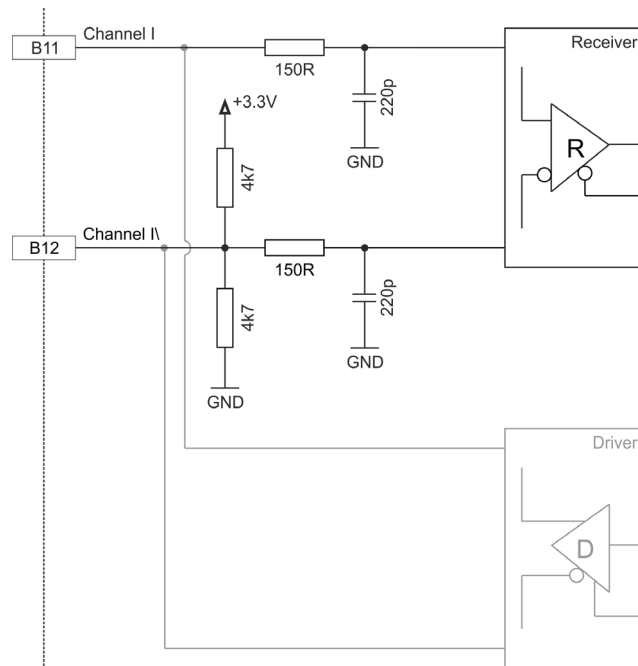 B11
Channel I
150R
220p
GND
Receiver
R
+3.3V
4k7
B12
Channel I\
150R
220p
GND
4k7
GND
Driver
D